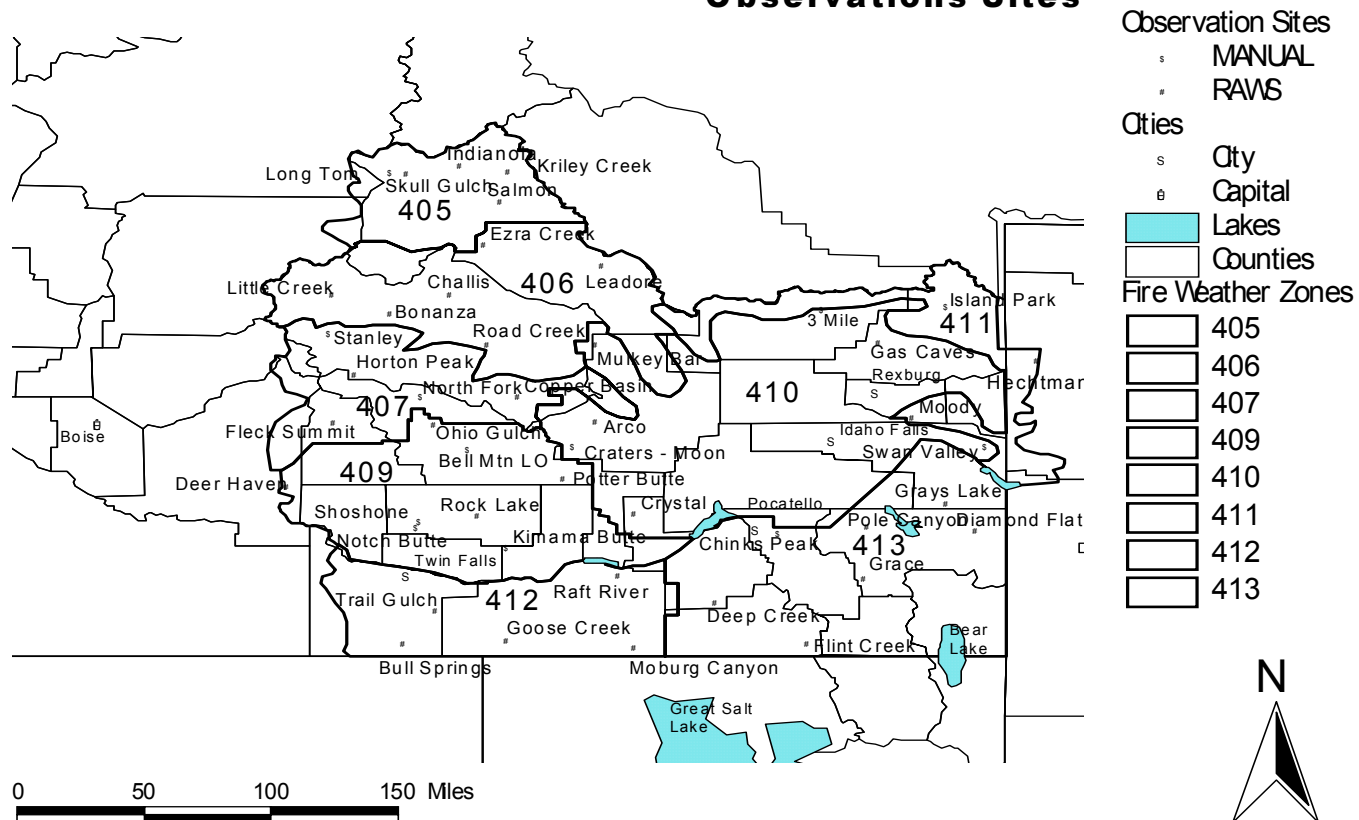 Observations Sites
Observation Sites
MANUAL
RAWS
Cities
City
Capital
Lakes
Counties
Fire Weather Zones
405
406
407
409
410
411
412
413
N
Indianola
Kriley Creek
Long Tom
Skull Gulch
Salmon
405
Ezra Creek
Challis
406
Leadore
Little Creek
Island Park
Bonanza
3 Mile
411
Road Creek
Stanley
Gas Caves
Horton Peak
Mulkey Bar
Rexburg
North Fork
Copper Basin
410
Hechtman
407
Moody
Fleck Summit
Ohio Gulch
Arco
Idaho Falls
Boise
Bell Mtn LO
Craters - Moon
Swan Valley
409
Deer Haven
Potter Butte
Grays Lake
Rock Lake
Crystal
Pocatello
Shoshone
Pole Canyon
Diamond Flat
Notch Butte
Kimama Butte
Chinks Peak
413
Twin Falls
Grace
Trail Gulch
412
Raft River
Deep Creek
Goose Creek
Flint Creek
Bear
Lake
Bull Springs
Moburg Canyon
Great Salt
Lake
0 50 100 150 Miles